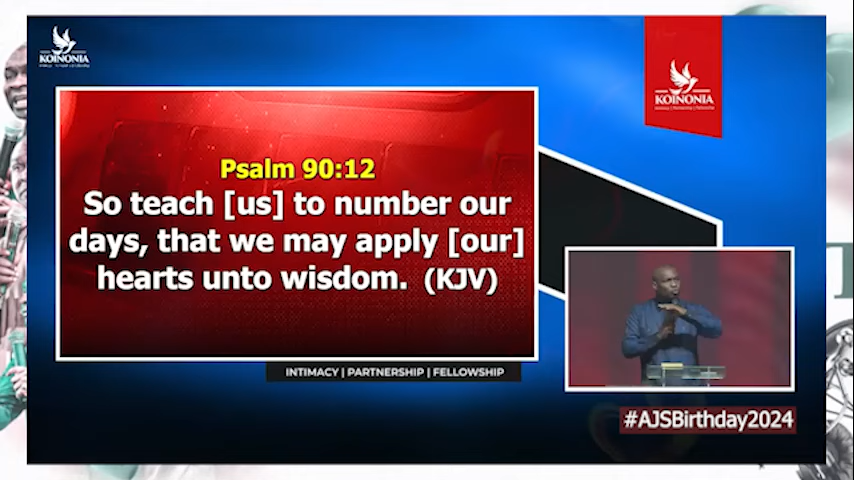 KOINONIA
KOINONIA
Psalm 90:12
So teach [us] to number our
days, that we may apply [our]
hearts unto wisdom. (KJV)
INTIMACY | PARTNERSHIP | FELLOWSHIP
#AJSBirthday2024